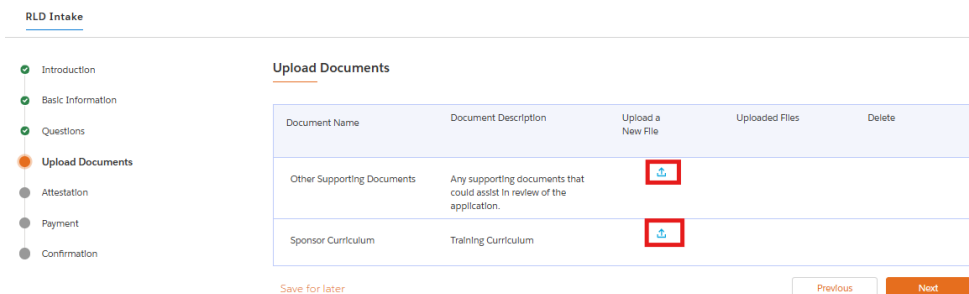 RLD Intake
Introduction
Basic Information
Questions
Upload Documents
Attestation
Payment
Confirmation
Upload Documents
Document Name
Document Description
Upload a
New File
Uploaded Files
Delete
Other Supporting Documents
Any supporting documents that
could assist in review of the
application.
Sponsor Curriculum
Training Curriculum
Save for later
Previous
Next